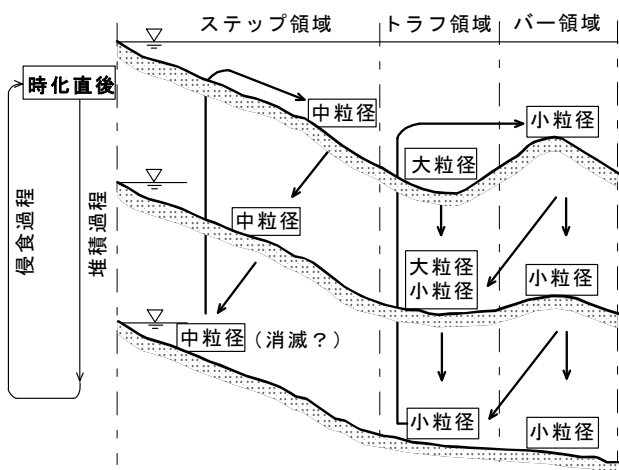 ステップ領域
トラフ領域
バー領域
時化直後
侵食過程
堆積過程
中粒径
大粒径
小粒径
中粒径
大粒径
小粒径
小粒径
中粒径(消滅?)
小粒径
小粒径